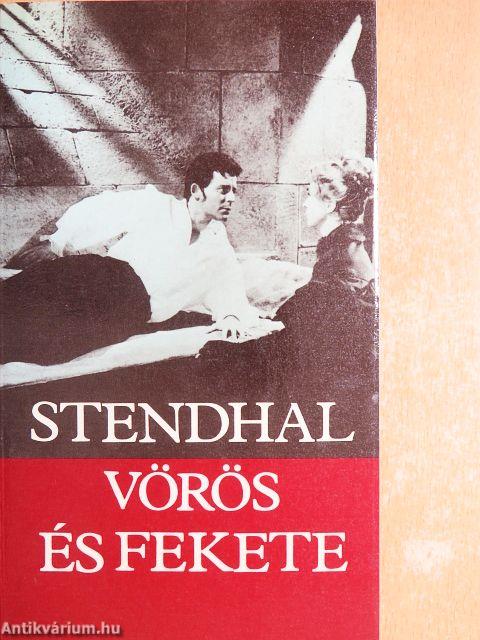 STENDHAL
VÖRÖS
ÉS FEKETE
Antikvárium.hu